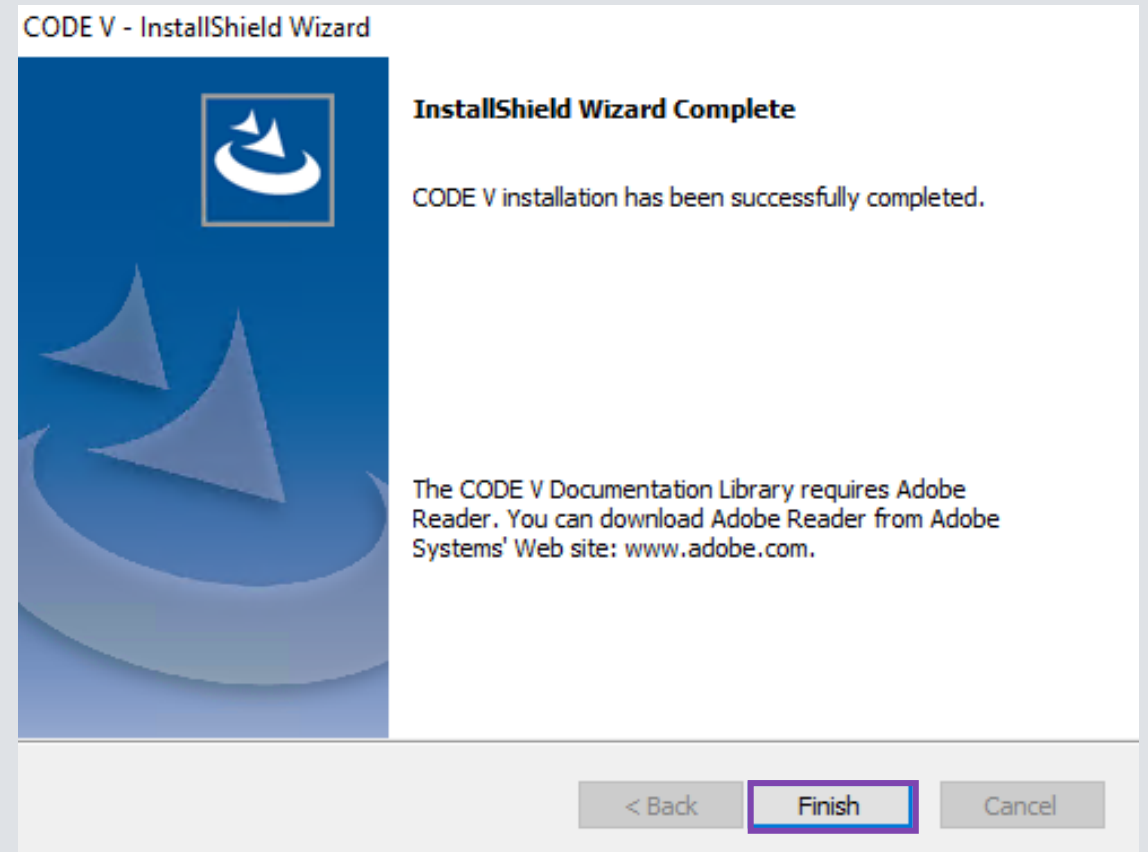 CODE V - InstallShield Wizard
InstallShield Wizard Complete
CODE V installation has been successfully completed.
The CODE V Documentation Library requires Adobe
Reader. You can download Adobe Reader from Adobe
Systems' Web site: www.adobe.com.
< Back Finish Cancel